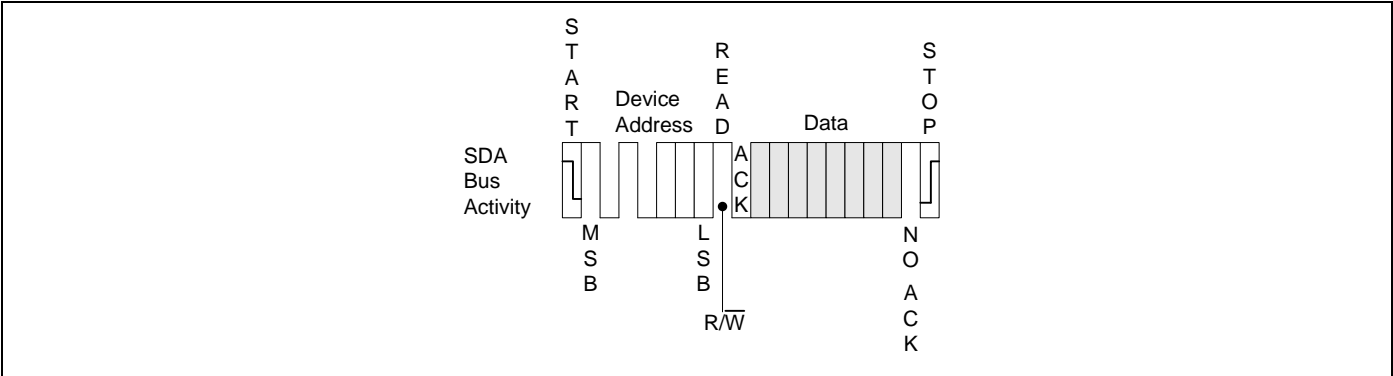 START
Device
Address
READ
Data
STOP
SDA
Bus
Activity
ACK
MSB
LSB
R/W̅
NO ACK